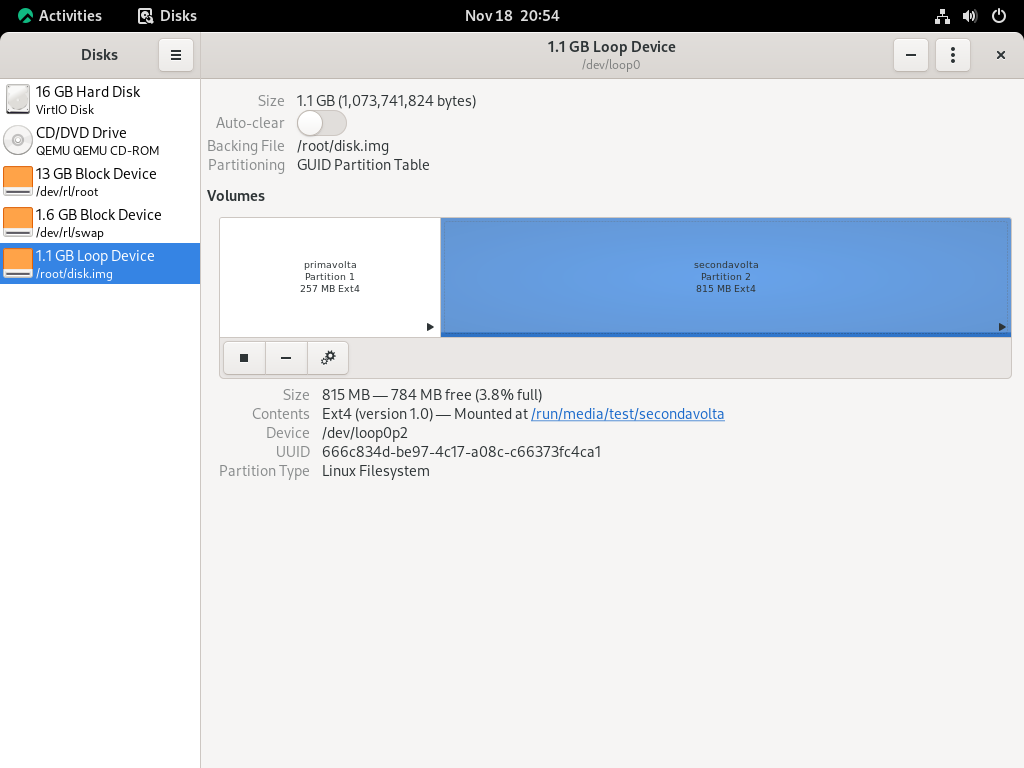 Activities
Disks
Nov 18 20:54
Disks
1.1 GB Loop Device
/dev/loop0
16 GB Hard Disk
VirtIO Disk
CD/DVD Drive
QEMU QEMU CD-ROM
13 GB Block Device
/dev/rl/root
1.6 GB Block Device
/dev/rl/swap
1.1 GB Loop Device
/root/disk.img
Size 1.1 GB (1,073,741,824 bytes)
Auto-clear
Backing File /root/disk.img
Partitioning GUID Partition Table
Volumes
primavolta
Partition 1
257 MB Ext4
secondavolta
Partition 2
815 MB Ext4
Size 815 MB — 784 MB free (3.8% full)
Contents Ext4 (version 1.0) — Mounted at /run/media/test/secondavolta
Device /dev/loop0p2
UUID 666c834d-be97-4c17-a08c-c66373fc4ca1
Partition Type Linux Filesystem